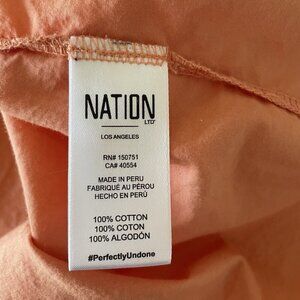 NATION
LTD
LOS ANGELES
RN# 150751
CA# 40554
MADE IN PERU
FABRIQUÉ AU PÉROU
HECHO EN PERÚ
100% COTTON
100% COTON
100% ALGODÓN
#PerfectlyUndone